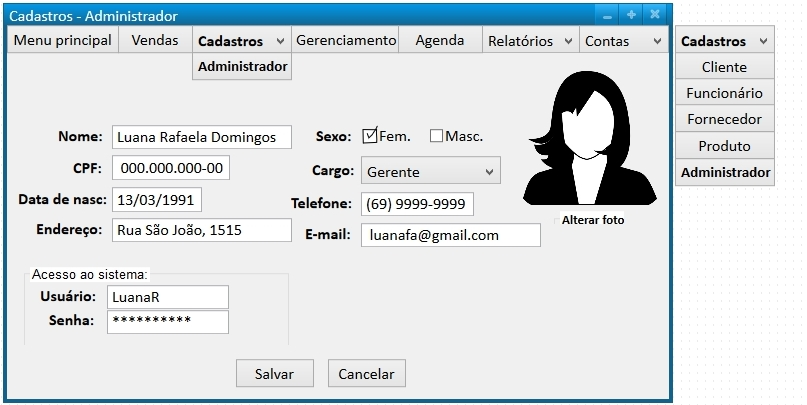 Cadastros - Administrador
Menu principal Vendas Cadastros Gerenciamento Agenda Relatórios Contas
Administrador
Nome: Luana Rafaela Domingos
Sexo: Fem. Masc.
CPF: 000.000.000-00
Cargo: Gerente
Data de nasc: 13/03/1991
Telefone: (69) 9999-9999
Endereço: Rua São João, 1515
E-mail: luanafa@gmail.com
Alterar foto
Acesso ao sistema:
Usuário: LuanaR
Senha: **********
Salvar Cancelar
Cadastros
Cliente
Funcionário
Fornecedor
Produto
Administrador